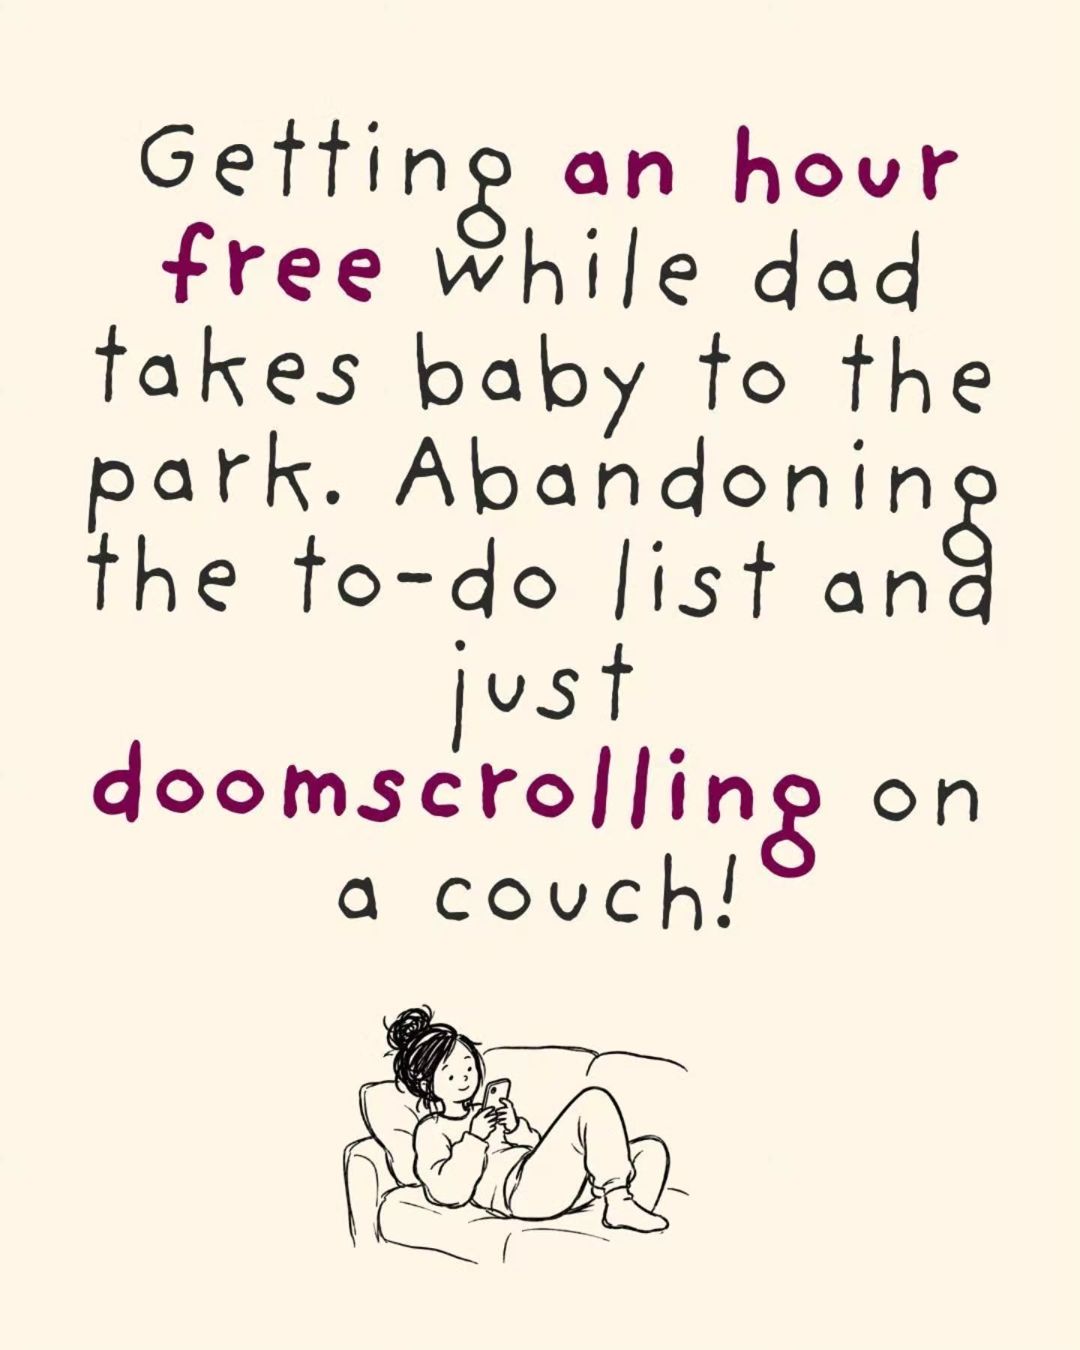 Getting an hour
free while dad
takes baby to the
park. Abandoning
the to-do list and
just
doomscrolling on
a couch!